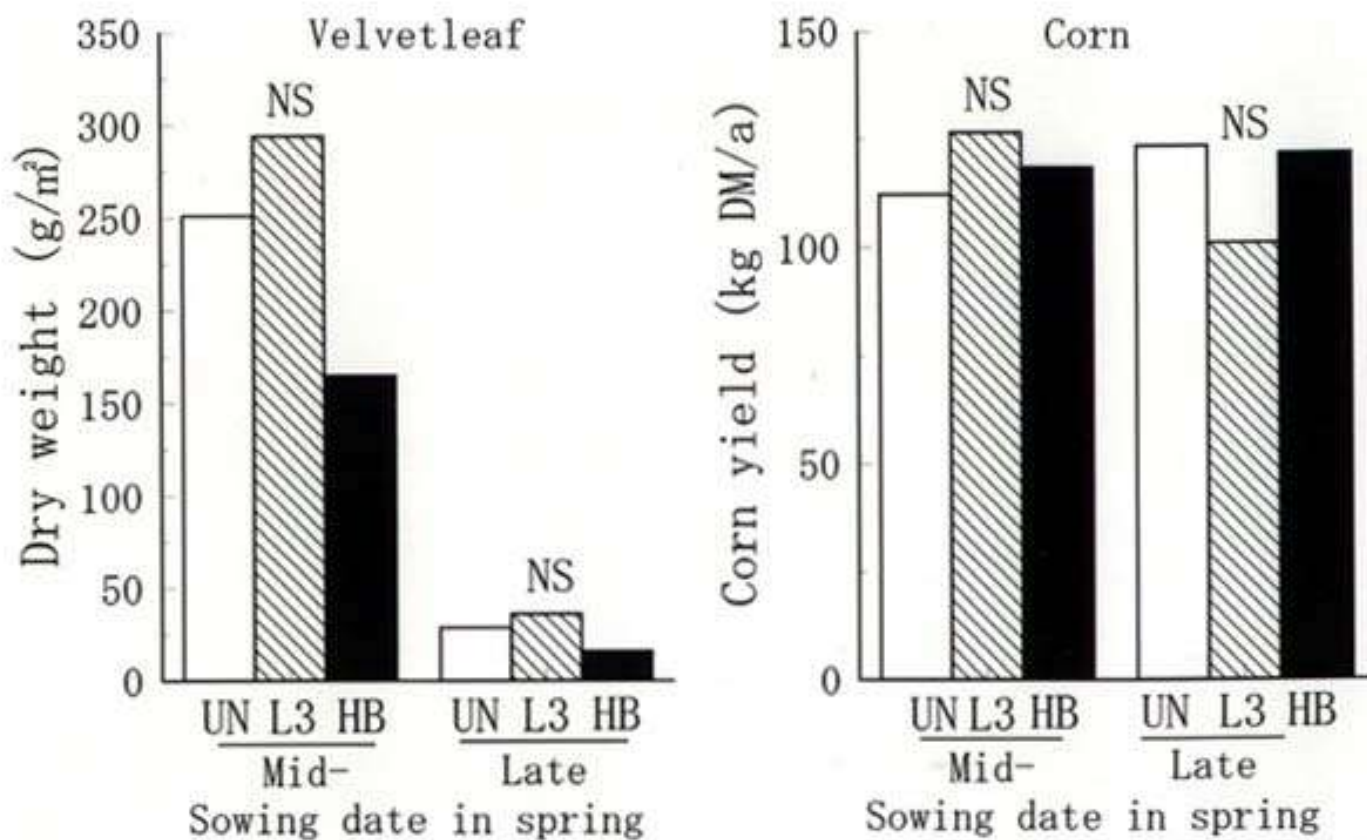 Velvetleaf
Dry weight (g/㎡)
350
300
250
200
150
100
50
0
NS
NS
UN L3 HB
UN L3 HB
Mid-
Late
Sowing date in spring
Corn
Corn yield (kg DM/a)
150
100
50
0
NS
NS
UN L3 HB
UN L3 HB
Mid-
Late
Sowing date in spring